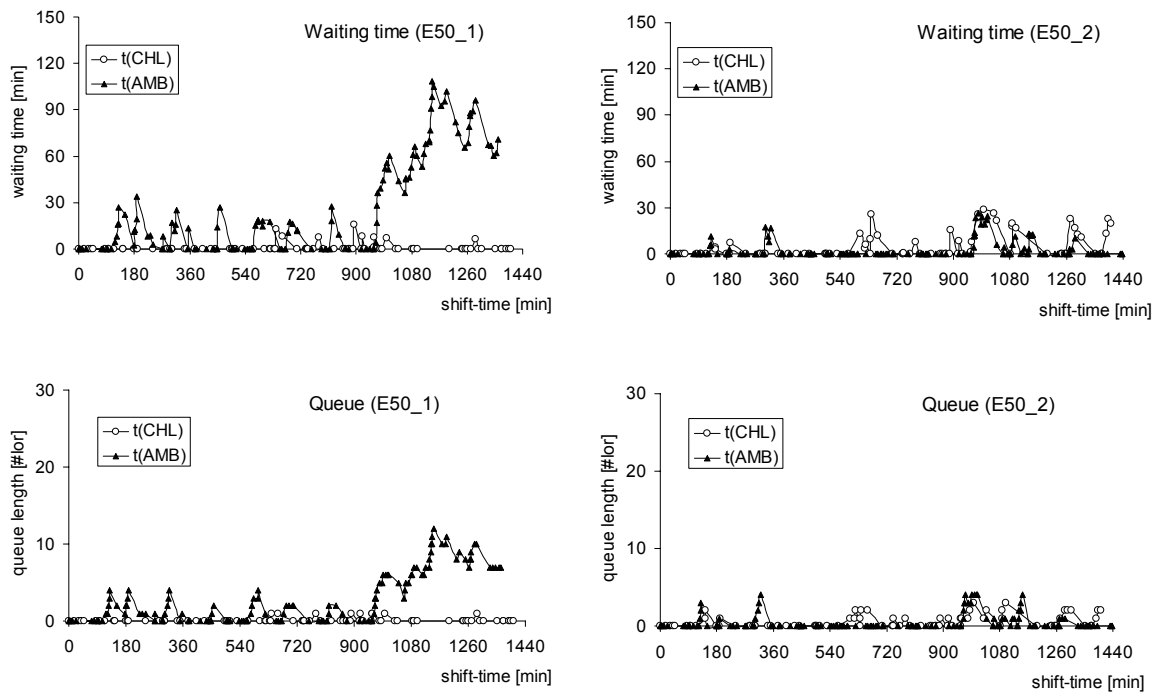 Waiting time (E50_1)
t(CHL)
t(AMB)
waiting time [min]
150
120
90
60
30
0
0 180 360 540 720 900 1080 1260 1440
shift-time [min]
Waiting time (E50_2)
t(CHL)
t(AMB)
waiting time [min]
150
120
90
60
30
0
0 180 360 540 720 900 1080 1260 1440
shift-time [min]
Queue (E50_1)
t(CHL)
t(AMB)
queue length [#lor]
30
20
10
0
0 180 360 540 720 900 1080 1260 1440
shift-time [min]
Queue (E50_2)
t(CHL)
t(AMB)
queue length [#lor]
30
20
10
0
0 180 360 540 720 900 1080 1260 1440
shift-time [min]